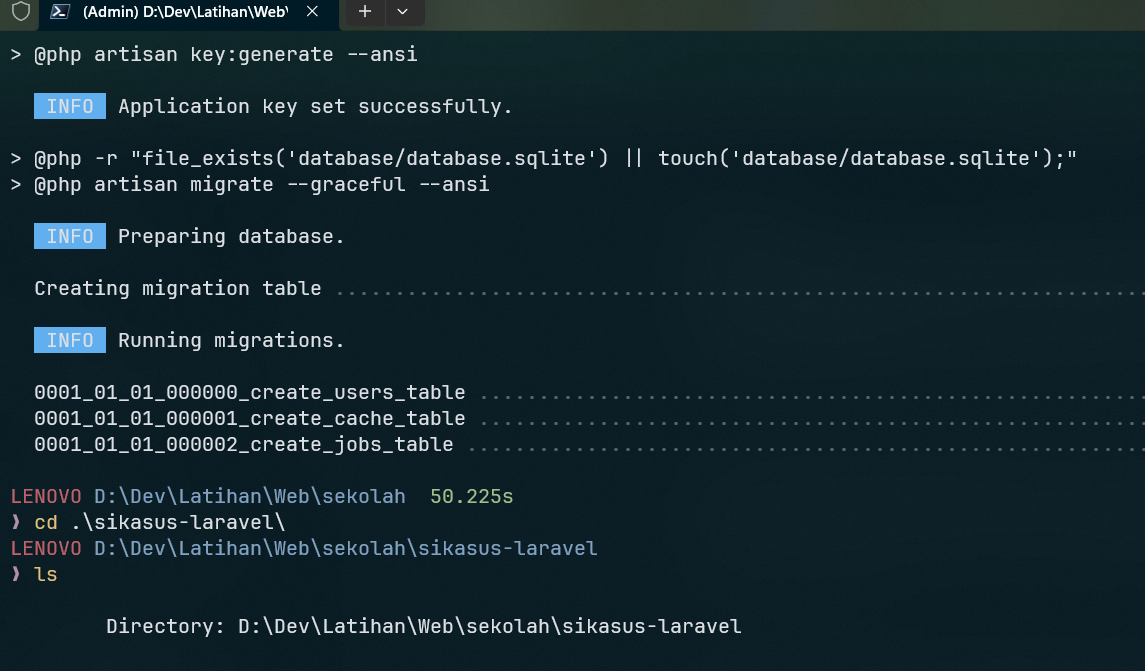 (Admin) D:\Dev\Latihan\Web\
> @php artisan key:generate --ansi
INFO Application key set successfully.
> @php -r "file_exists('database/database.sqlite') || touch('database/database.sqlite');"
> @php artisan migrate --graceful --ansi
INFO Preparing database.
Creating migration table ....................................................................
INFO Running migrations.
0001_01_01_000000_create_users_table ........................................................
0001_01_01_000001_create_cache_table ........................................................
0001_01_01_000002_create_jobs_table .........................................................
LENOVO D:\Dev\Latihan\Web\sekolah 50.225s
❯ cd .\sikasus-laravel\
LENOVO D:\Dev\Latihan\Web\sekolah\sikasus-laravel
❯ ls
Directory: D:\Dev\Latihan\Web\sekolah\sikasus-laravel